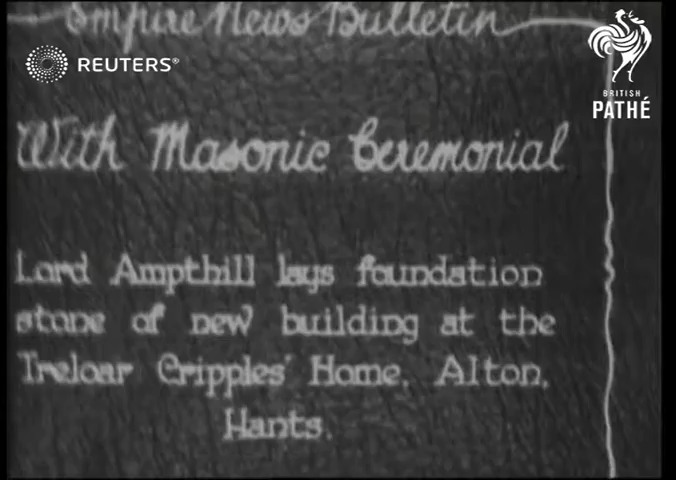 Empire News Bulletin
REUTERS
BRITISH
PATHÉ
With Masonic Ceremonial
Lord Ampthill lays foundation
stone of new building at the
Treloar Cripples' Home, Alton,
Hants.